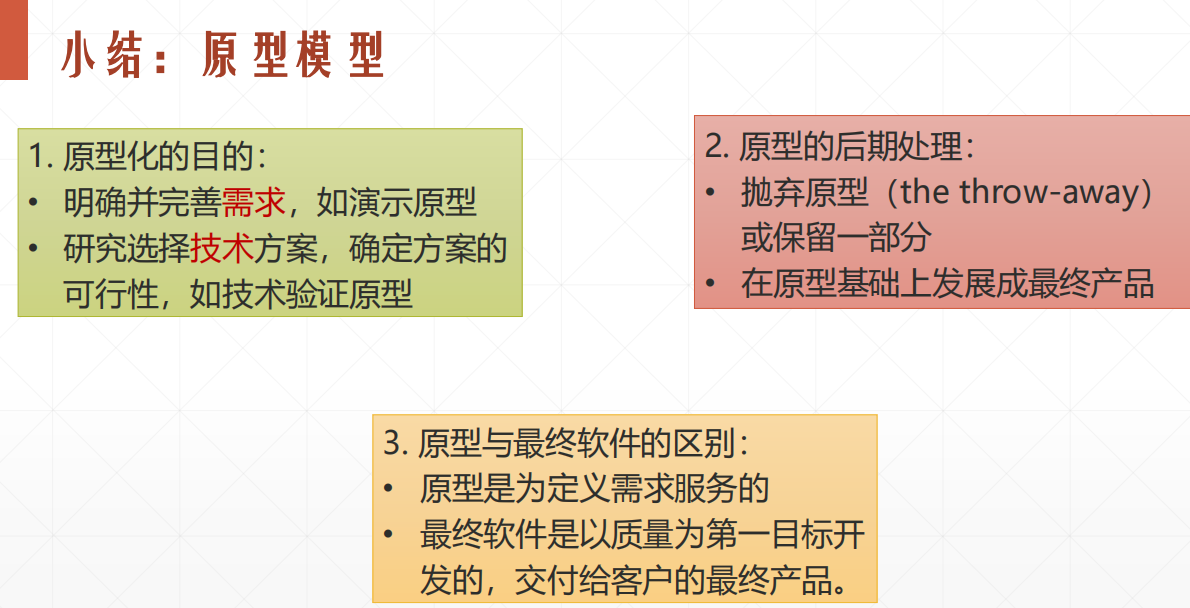 小结：原型模型
1. 原型化的目的：
• 明确并完善需求，如演示原型
• 研究选择技术方案，确定方案的
可行性，如技术验证原型
2. 原型的后期处理：
• 抛弃原型（the throw-away）
或保留一部分
• 在原型基础上发展成最终产品
3. 原型与最终软件的区别：
• 原型是为定义需求服务的
• 最终软件是以质量为第一目标开
发的，交付给客户的最终产品。